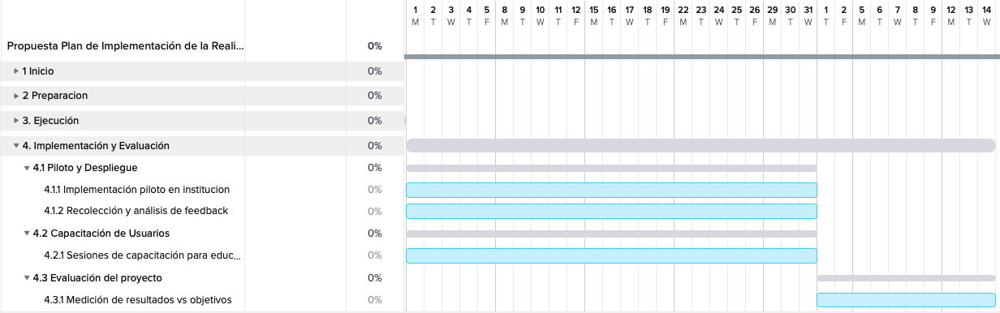 1 2 3 4 5 8 9 10 11 12 15 16 17 18 19 22 23 24 25 26 29 30 31 1 2 5 6 7 8 9 12 13 14
M T W T F M T W T F M T W T F M T W T F M T W T F M T W T F M T W
Propuesta Plan de Implementación de la Reali... 0%
1 Inicio 0%
2 Preparacion 0%
3. Ejecución 0%
4. Implementación y Evaluación 0%
4.1 Piloto y Despliegue 0%
4.1.1 Implementación piloto en institucion 0%
4.1.2 Recolección y análisis de feedback 0%
4.2 Capacitación de Usuarios 0%
4.2.1 Sesiones de capacitación para educ... 0%
4.3 Evaluación del proyecto 0%
4.3.1 Medición de resultados vs objetivos 0%